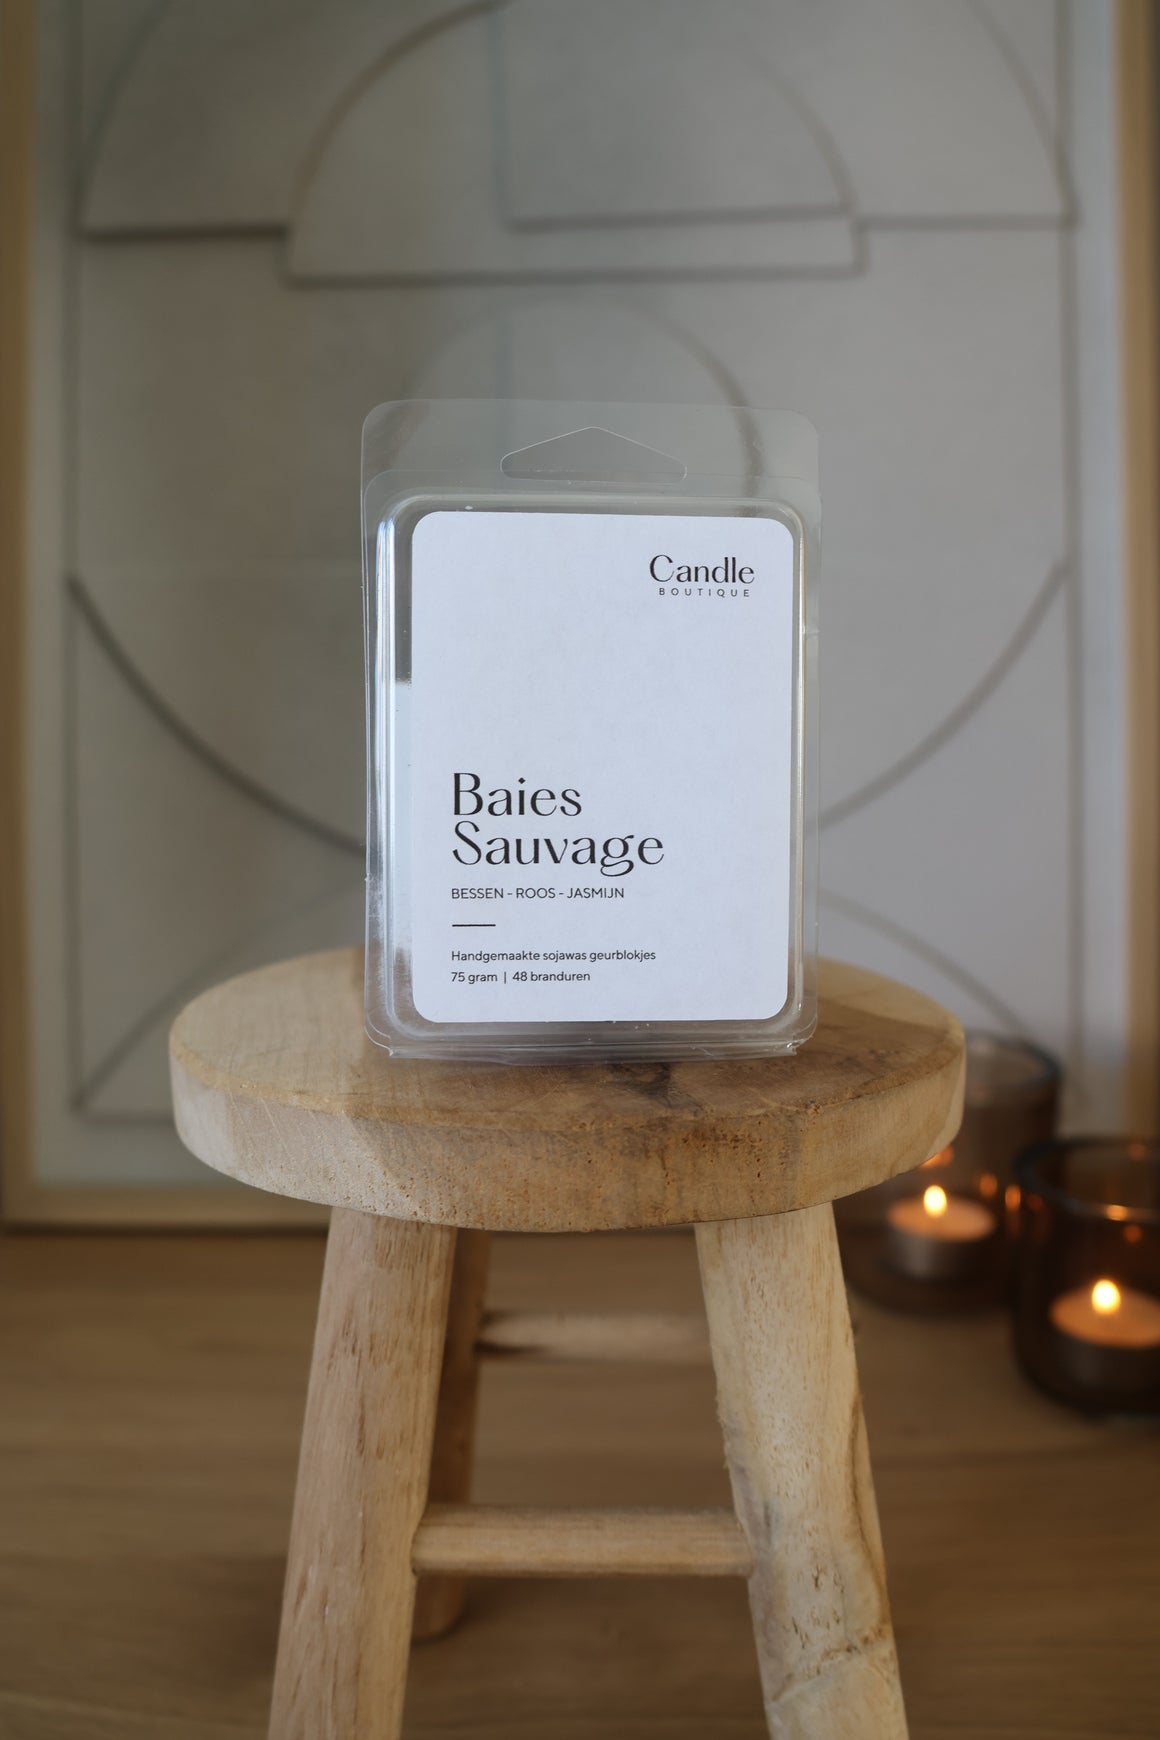 Candle
BOUTIQUE
Baies
Sauvage
BESSEN - ROOS - JASMIJN
Handgemaakte sojawas geurblokjes
75 gram | 48 branduren